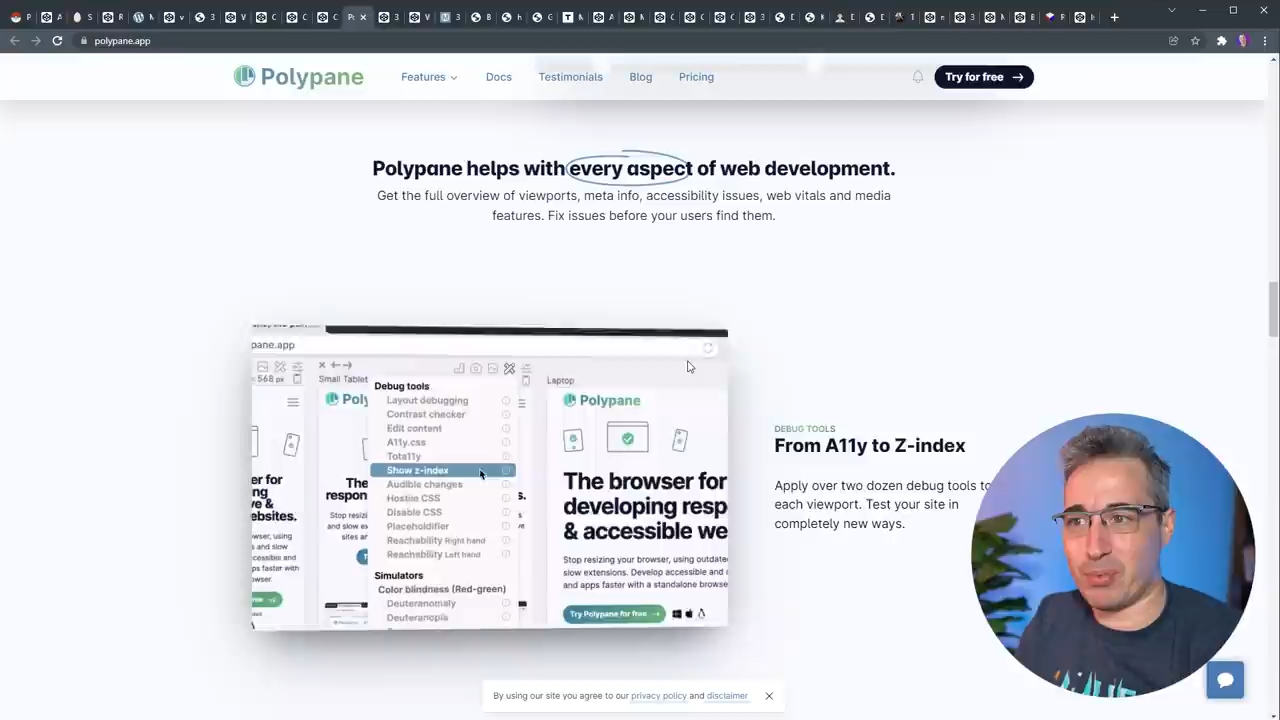 polypane.app
Polypane
Features
Docs
Testimonials
Blog
Pricing
Try for free
Polypane helps with every aspect of web development.
Get the full overview of viewports, meta info, accessibility issues, web vitals and media
features. Fix issues before your users find them.
pane.app
568 px
Small Tablet
Laptop
Debug tools
Layout debugging
Contrast checker
Edit content
A11y.css
Tota11y
Show z-index
Audible changes
Hostile CSS
Disable CSS
Placeholdifier
Reachability Right hand
Reachability Left hand
Simulators
Color blindness (Red-green)
Deuteranomaly
Deuteranopia
Polypane
The browser for
developing resp
& accessible we
Stop resizing your browser, using outdate
slow extensions. Develop accessible and
and apps faster with a standalone browse
Try Polypane for free
DEBUG TOOLS
From A11y to Z-index
Apply over two dozen debug tools to
each viewport. Test your site in
completely new ways.
By using our site you agree to our privacy policy and disclaimer